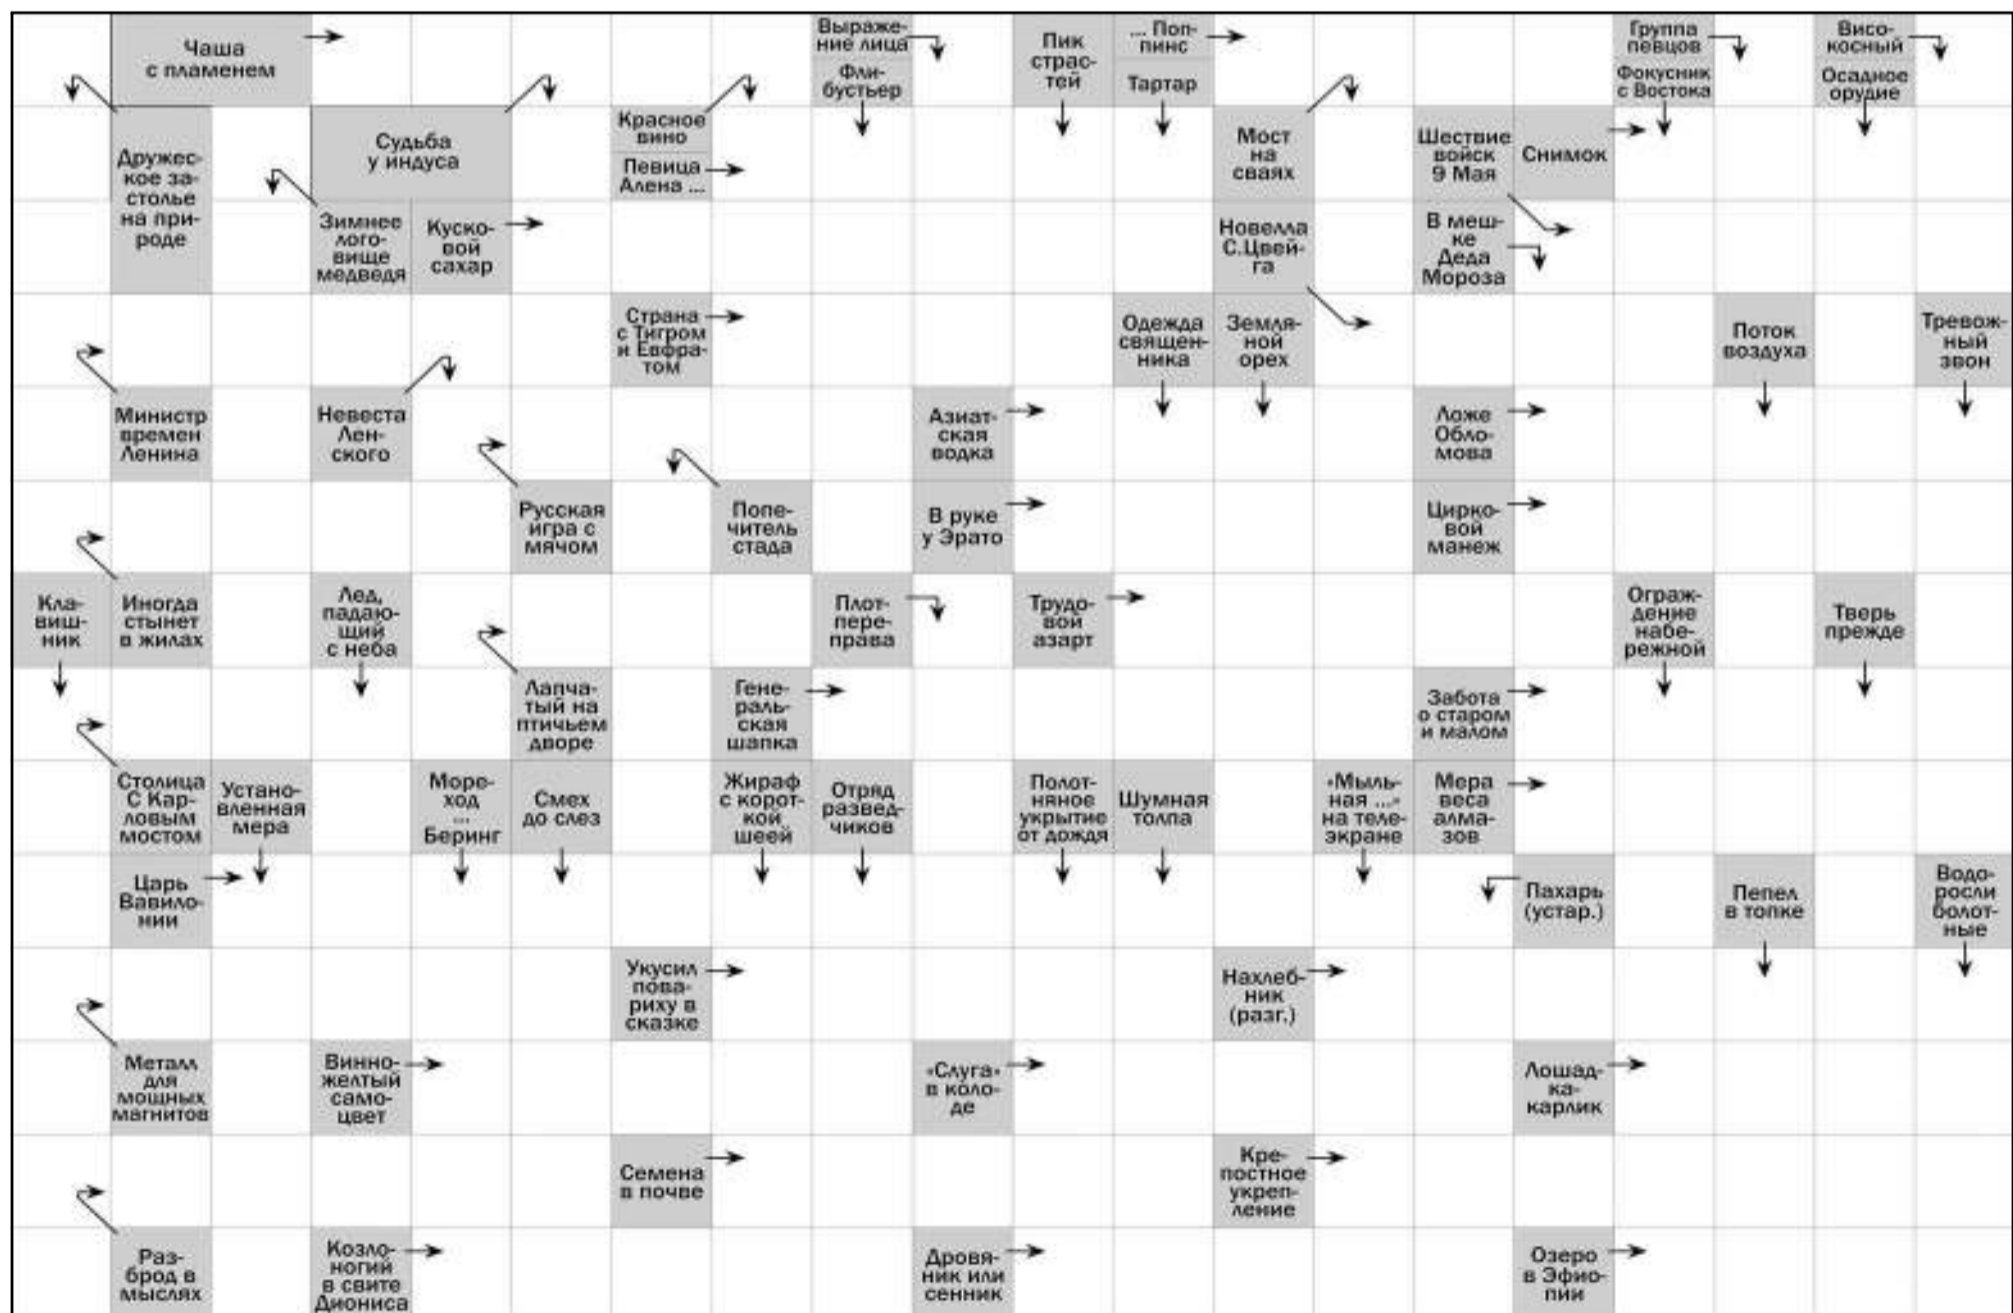 Чаша
с пламенем
Выраже-
ние лица
Фли-
бустьер
Пик
страс-
тей
... Поп-
пинс
Тартар
Группа
певцов
Фокусник
с Востока
Висо-
косный
Осадное
орудие
Дружес-
кое за-
столье
на при-
роде
Судьба
у индуса
Красное
вино
Певица
Алена ...
Мост
на
сваях
Шествие
войск
9 Мая
Снимок
Зимнее
лого-
вище
медведя
Куско-
вой
сахар
Новелла
С.Цвей-
га
В меш-
ке
Деда
Мороза
Страна
с Тигром
и Евфра-
том
Одежда
священ-
ника
Земля-
ной
орех
Поток
воздуха
Тревож-
ный
звон
Министр
времен
Ленина
Невеста
Лен-
ского
Азиат-
ская
водка
Ложе
Обло-
мова
Русская
игра с
мячом
Попе-
читель
стада
В руке
у Эрато
Цирко-
вой
манеж
Кла-
виш-
ник
Иногда
стынет
в жилах
Лед,
падаю-
щий
с неба
Плот-
пере-
права
Трудо-
вой
азарт
Ограж-
дение
набе-
режной
Тверь
прежде
Лапча-
тый на
птичьем
дворе
Гене-
раль-
ская
шапка
Забота
о старом
и малом
Столица
С Кар-
ловым
мостом
Устано-
вленная
мера
Море-
ход
...
Беринг
Смех
до слез
Жираф
с корот-
кой
шеей
Отряд
развед-
чиков
Полот-
няное
укрытие
от дождя
Шумная
толпа
«Мыль-
ная ...»
на теле-
экране
Мера
веса
алма-
зов
Царь
Вавило-
нии
Пахарь
(устар.)
Пепел
в топке
Водо-
росли
болот-
ные
Укусил
пова-
риху в
сказке
Нахлеб-
ник
(разг.)
Металл
для
мощных
магнитов
Винно-
желтый
само-
цвет
«Слуга»
в коло-
де
Лошад-
ка-
карлик
Семена
в почве
Кре-
постное
укреп-
ление
Раз-
брод в
мыслях
Козло-
ногий
в свите
Диониса
Дровя-
ник или
сенник
Озеро
в Эфио-
пии